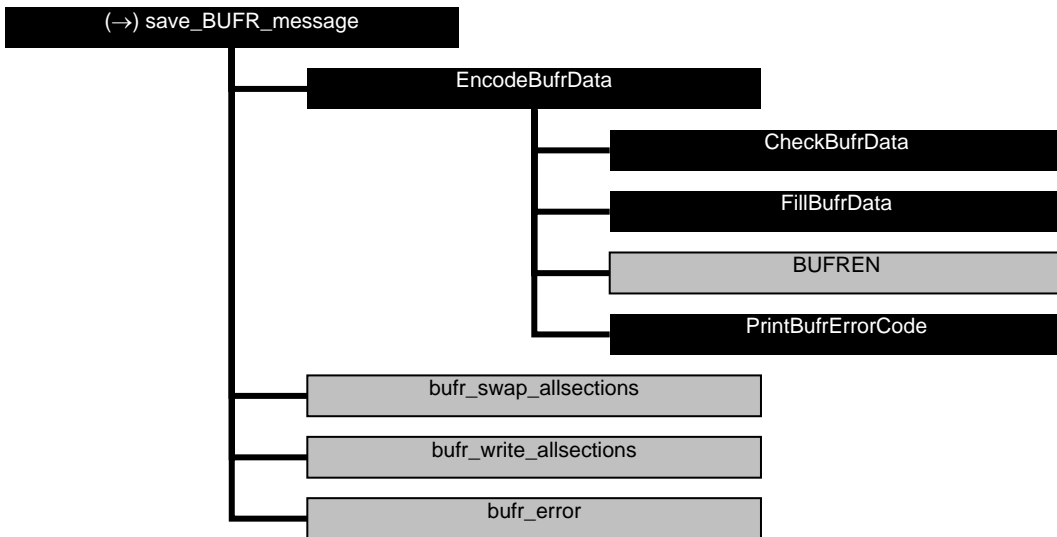 (→) save_BUFR_message
EncodeBufrData
CheckBufrData
FillBufrData
BUFREN
PrintBufrErrorCode
bufr_swap_allsections
bufr_write_allsections
bufr_error